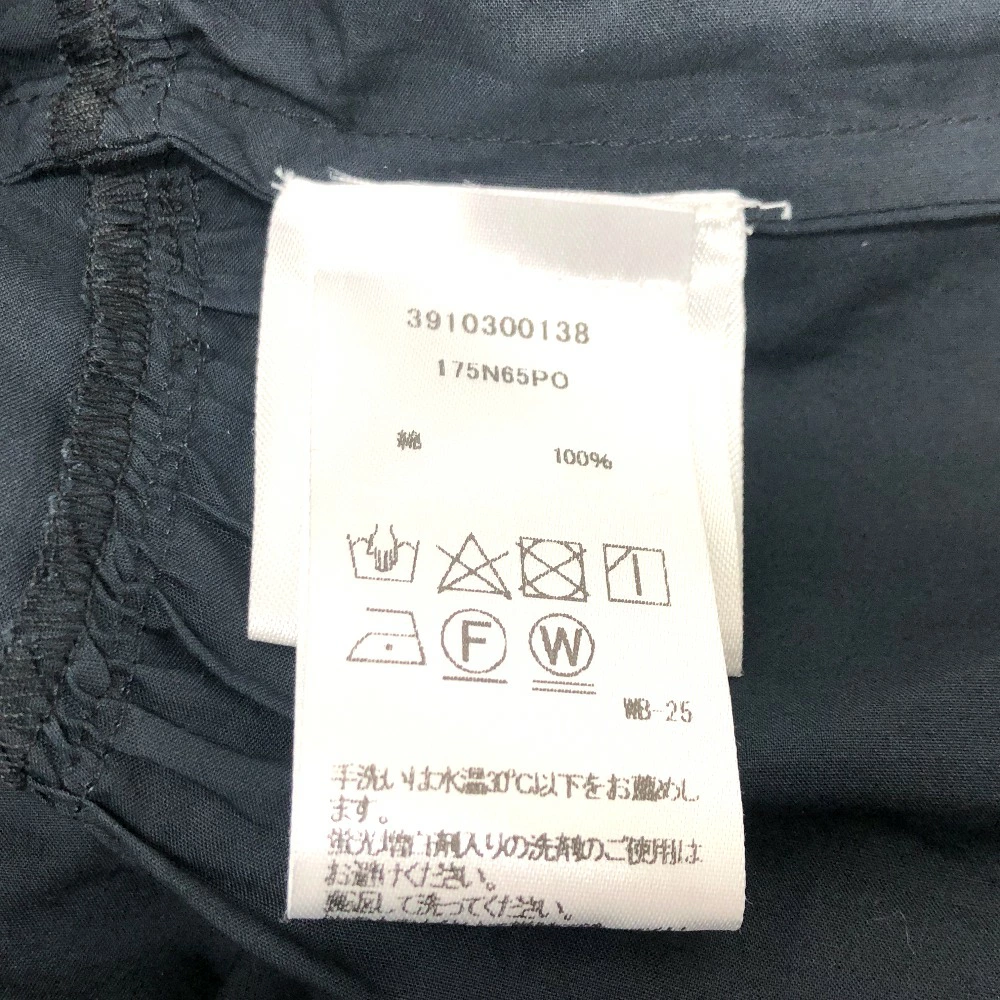 3910300138
175N65PO
綿 100%
F W
WB-25
手洗いは水温30℃以下をお薦めし
ます。
蛍光増白剤入りの洗剤のご使用は
お避けください。
裏返して洗ってください。